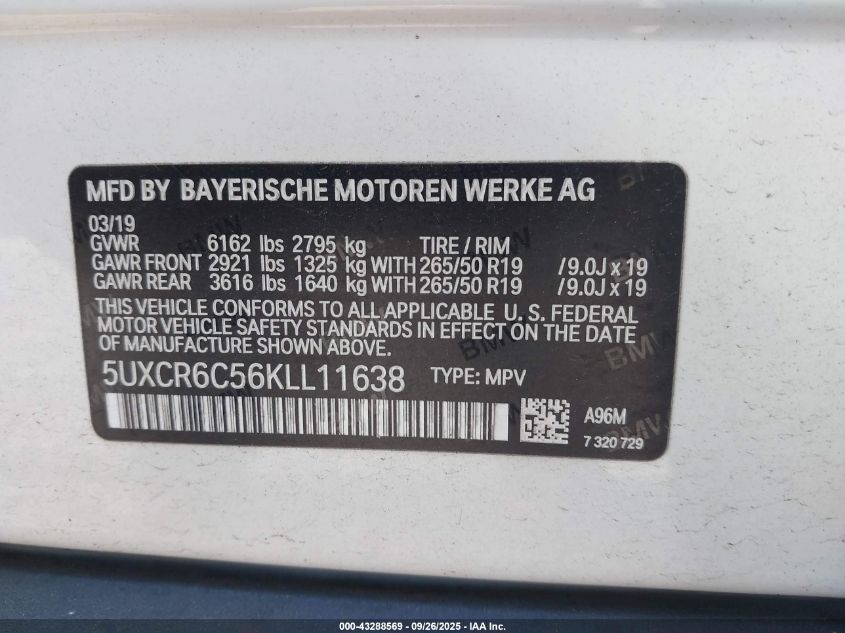 MFD BY BAYERISCHE MOTOREN WERKE AG
03/19
GVWR 6162 lbs 2795 kg TIRE / RIM
GAWR FRONT 2921 lbs 1325 kg WITH 265/50 R19 /9.0J x 19
GAWR REAR 3616 lbs 1640 kg WITH 265/50 R19 /9.0J x 19
THIS VEHICLE CONFORMS TO ALL APPLICABLE U. S. FEDERAL
MOTOR VEHICLE SAFETY STANDARDS IN EFFECT ON THE DATE
OF MANUFACTURE SHOWN ABOVE.
5UXCR6C56KLL11638 TYPE: MPV
A96M
7 320 729
000-43288569 - 09/26/2025 - IAA Inc.